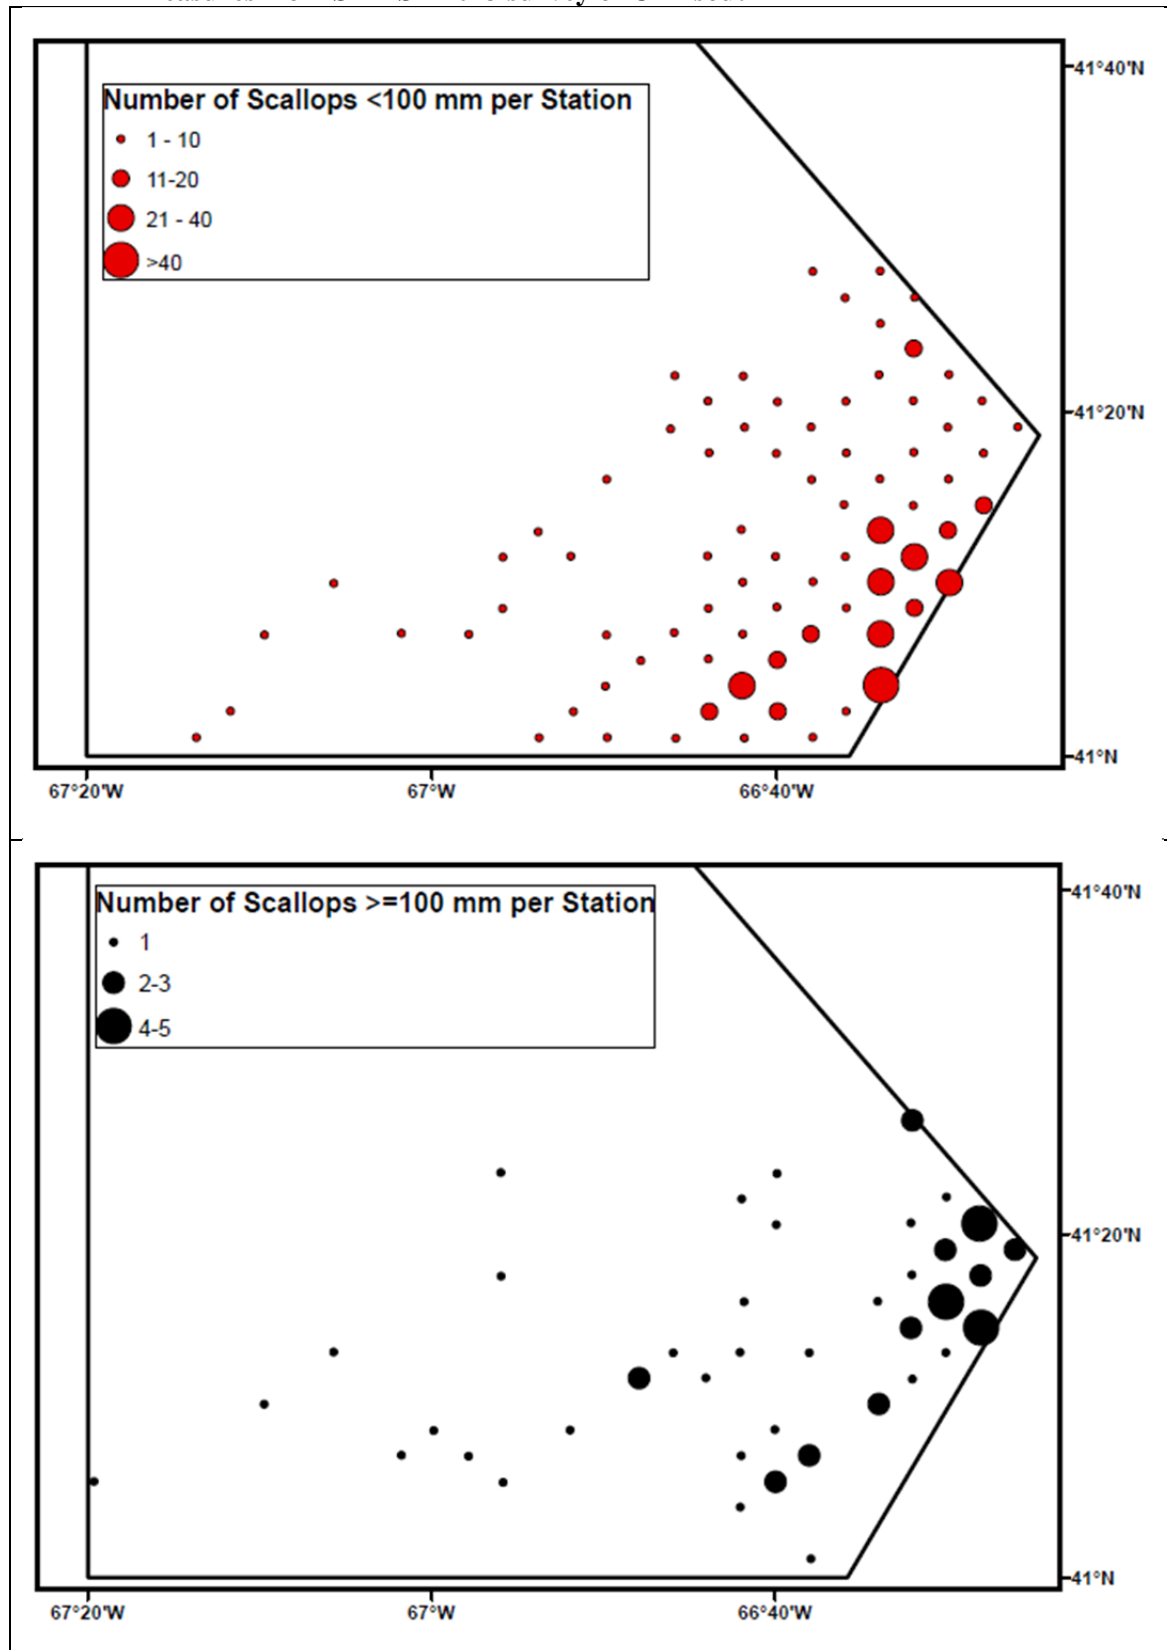 Number of Scallops <100 mm per Station
1 - 10
11-20
21 - 40
>40
41°40'N
41°20'N
41°N
67°20'W 67°W 66°40'W
Number of Scallops >=100 mm per Station
1
2-3
4-5
41°40'N
41°20'N
41°N
67°20'W 67°W 66°40'W